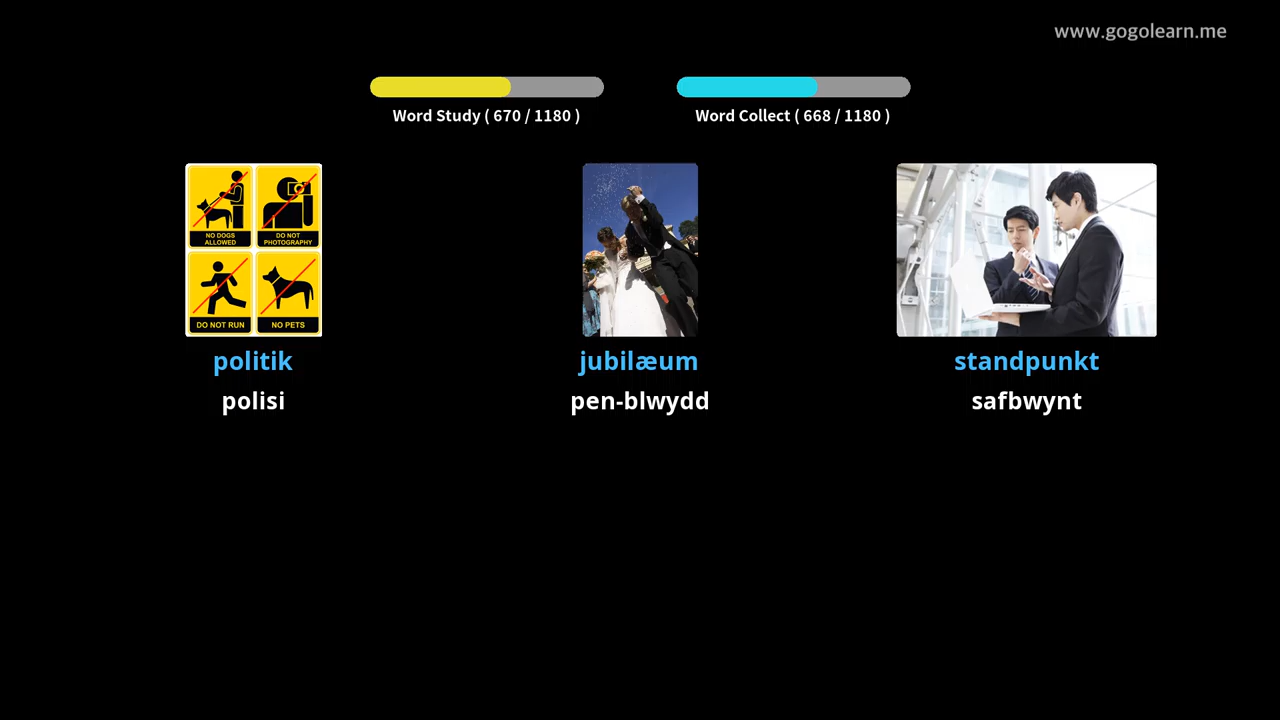 www.gogolearn.me
Word Study ( 670 / 1180 )
Word Collect ( 668 / 1180 )
NO DOGS
ALLOWED
DO NOT
PHOTOGRAPHY
DO NOT RUN
NO PETS
politik
jubilæum
standpunkt
polisi
pen-blwydd
safbwynt